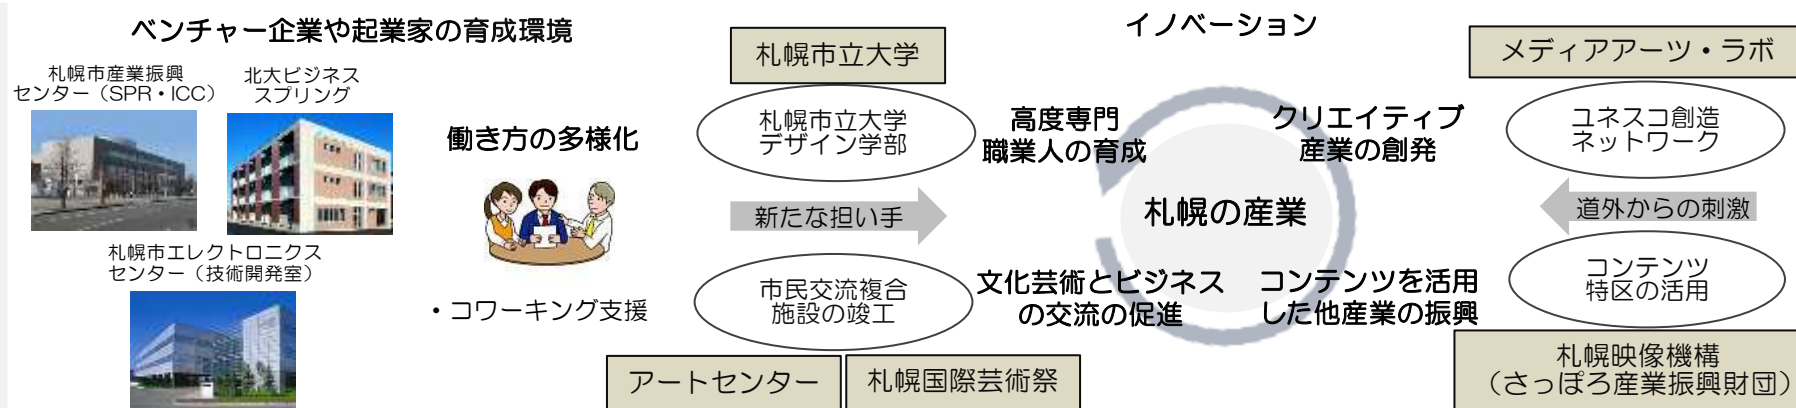 ベンチャー企業や起業家の育成環境
札幌市産業振興
センター（SPR・ICC）
北大ビジネス
スプリング
札幌市エレクトロニクス
センター（技術開発室）
働き方の多様化
・コワーキング支援
札幌市立大学
札幌市立大学
デザイン学部
新たな担い手
市民交流複合
施設の竣工
アートセンター
札幌国際芸術祭
イノベーション
高度専門
職業人の育成
クリエイティブ
産業の創発
札幌の産業
文化芸術とビジネス
の交流の促進
コンテンツを活用
した他産業の振興
メディアアーツ・ラボ
ユネスコ創造
ネットワーク
道外からの刺激
コンテンツ
特区の活用
札幌映像機構
（さっぽろ産業振興財団）